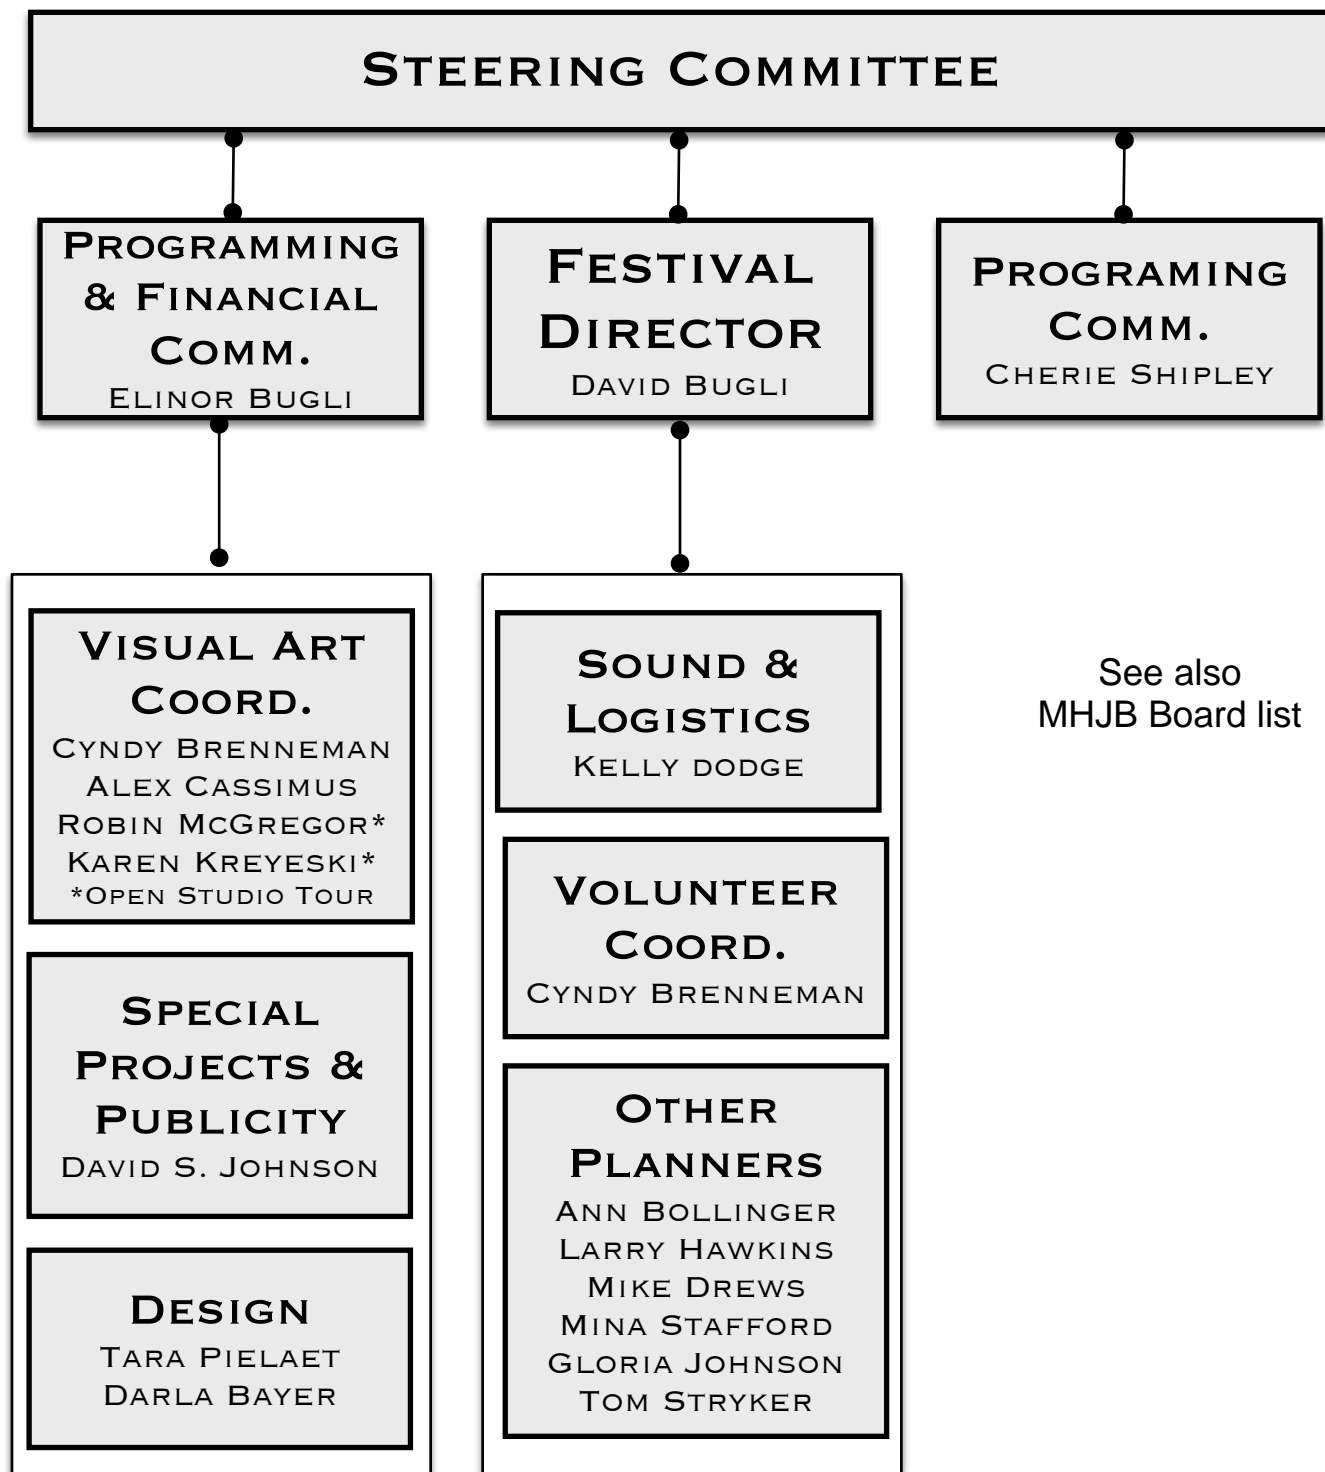 STEERING COMMITTEE
PROGRAMMING
& FINANCIAL
COMM.
ELINOR BUGLI
FESTIVAL
DIRECTOR
DAVID BUGLI
PROGRAMING
COMM.
CHERIE SHIPLEY
VISUAL ART
COORD.
CYNDY BRENNEMAN
ALEX CASSIMUS
ROBIN MCGREGOR*
KAREN KREYESKI*
*OPEN STUDIO TOUR
SPECIAL
PROJECTS &
PUBLICITY
DAVID S. JOHNSON
DESIGN
TARA PIELAET
DARLA BAYER
SOUND &
LOGISTICS
KELLY DODGE
VOLUNTEER
COORD.
CYNDY BRENNEMAN
OTHER
PLANNERS
ANN BOLLINGER
LARRY HAWKINS
MIKE DREWS
MINA STAFFORD
GLORIA JOHNSON
TOM STRYKER
See also
MHJB Board list